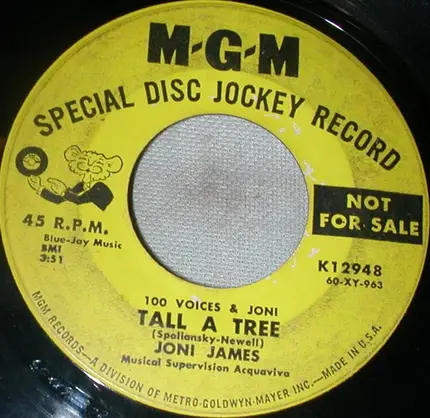 M-G-M
SPECIAL DISC JOCKEY RECORD
NOT
FOR SALE
45 R.P.M.
Blue-Jay Music
BMI
3:51
K12948
60-XY-963
100 VOICES & JONI
TALL A TREE
(Spoliansky-Newell)
JONI JAMES
Musical Supervision Acquaviva
MGM RECORDS—A DIVISION OF METRO-GOLDWYN-MAYER INC.—MADE IN U.S.A.